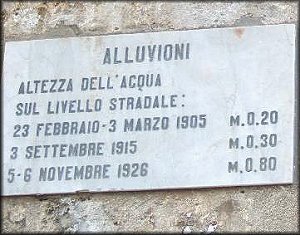 ALLUVIONI
ALTEZZA DELL'ACQUA
SUL LIVELLO STRADALE:
23 FEBBRAIO-3 MARZO 1905 M.0.20
3 SETTEMBRE 1915 M.0.30
5-6 NOVEMBRE 1926 M,0.80